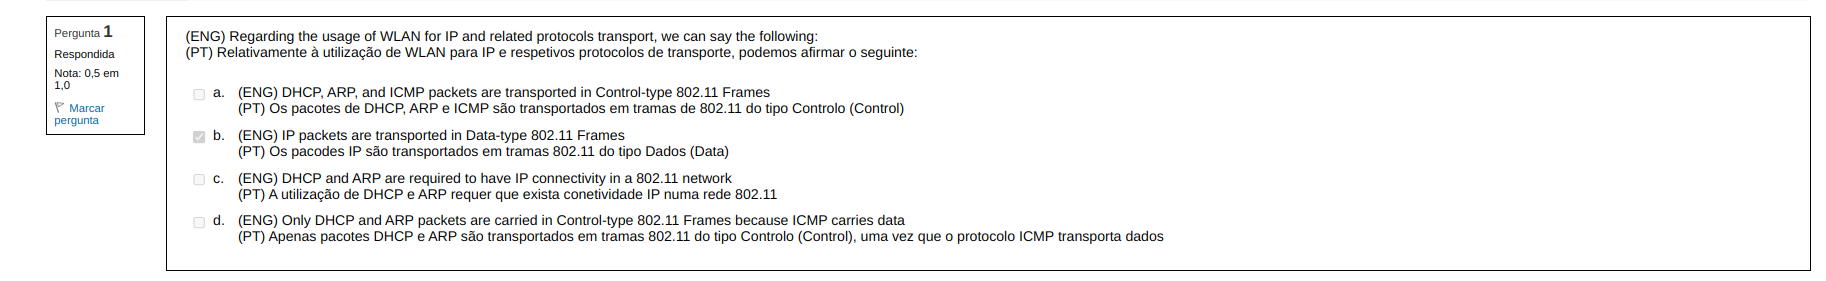 Pergunta 1
Respondida
Nota: 0,5 em
1,0
Marcar
pergunta
(ENG) Regarding the usage of WLAN for IP and related protocols transport, we can say the following:
(PT) Relativamente à utilização de WLAN para IP e respetivos protocolos de transporte, podemos afirmar o seguinte:
a. (ENG) DHCP, ARP, and ICMP packets are transported in Control-type 802.11 Frames
(PT) Os pacotes de DHCP, ARP e ICMP são transportados em tramas de 802.11 do tipo Controlo (Control)
b. (ENG) IP packets are transported in Data-type 802.11 Frames
(PT) Os pacodes IP são transportados em tramas 802.11 do tipo Dados (Data)
c. (ENG) DHCP and ARP are required to have IP connectivity in a 802.11 network
(PT) A utilização de DHCP e ARP requer que exista conetividade IP numa rede 802.11
d. (ENG) Only DHCP and ARP packets are carried in Control-type 802.11 Frames because ICMP carries data
(PT) Apenas pacotes DHCP e ARP são transportados em tramas 802.11 do tipo Controlo (Control), uma vez que o protocolo ICMP transporta dados